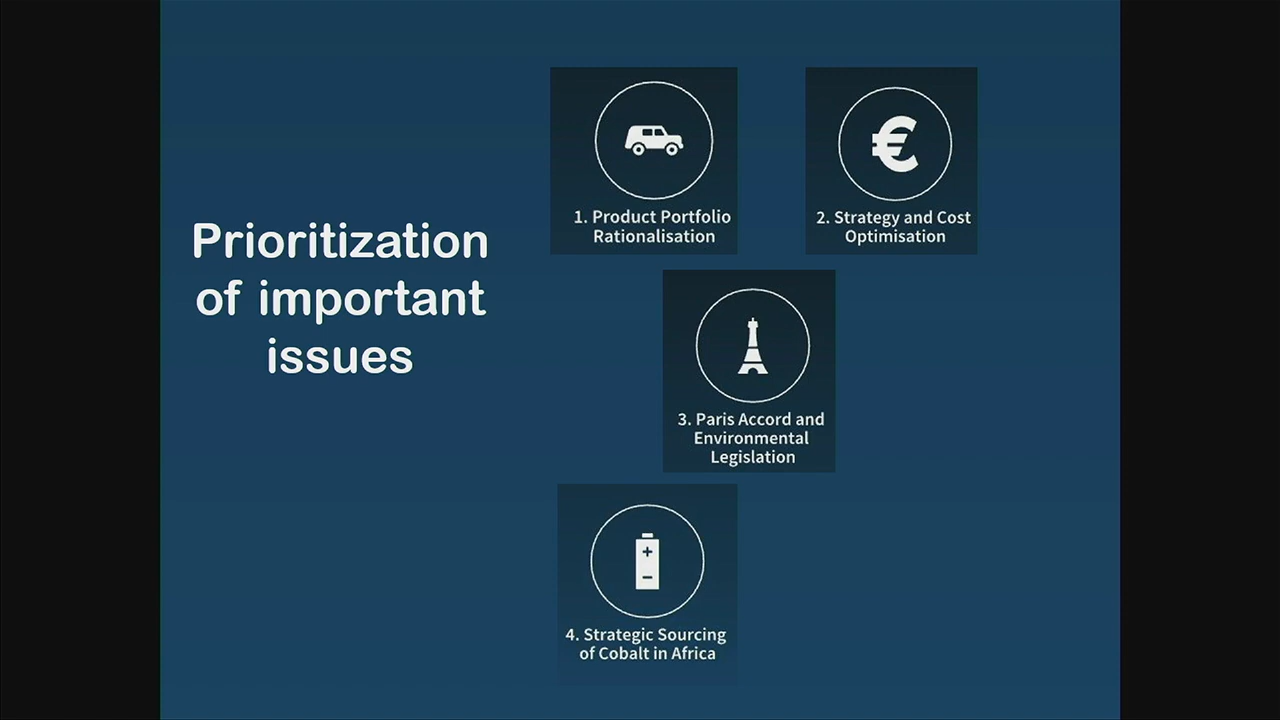 Prioritization
of important
issues
1. Product Portfolio
Rationalisation
2. Strategy and Cost
Optimisation
3. Paris Accord and
Environmental
Legislation
4. Strategic Sourcing
of Cobalt in Africa